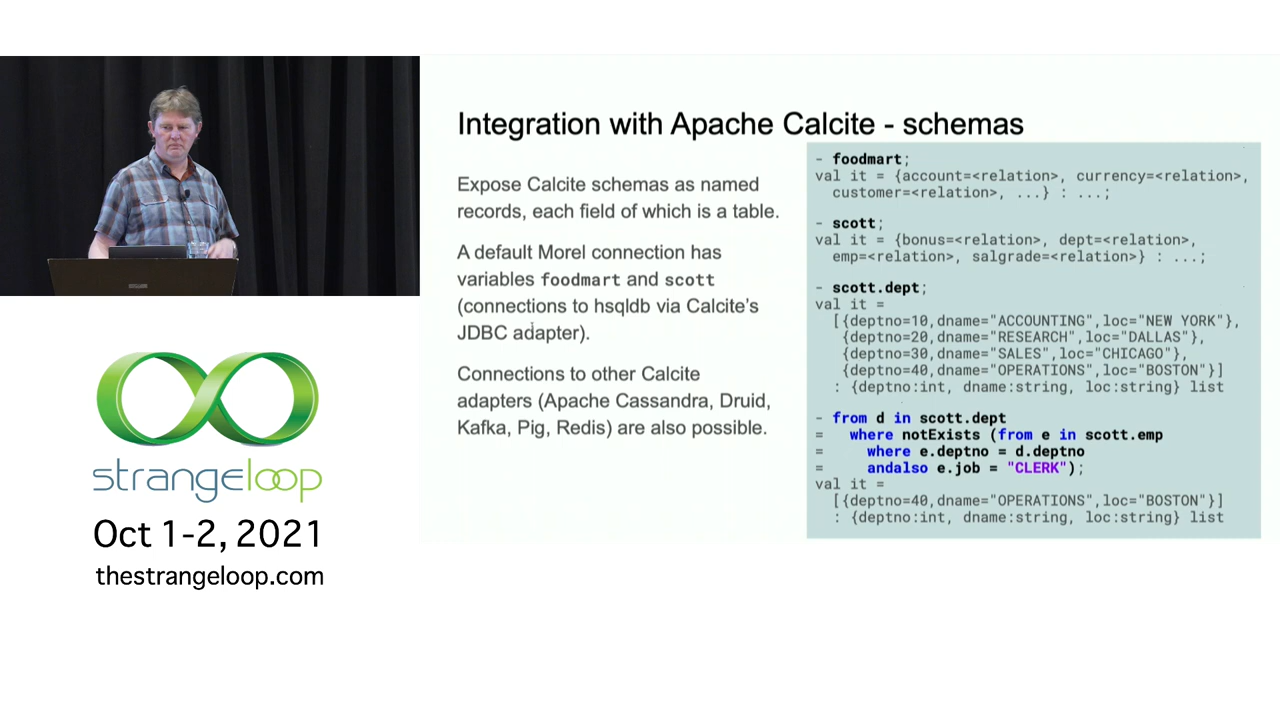 Integration with Apache Calcite - schemas
Expose Calcite schemas as named
records, each field of which is a table.
A default Morel connection has
variables foodmart and scott
(connections to hsqldb via Calcite's
JDBC adapter).
Connections to other Calcite
adapters (Apache Cassandra, Druid,
Kafka, Pig, Redis) are also possible.
- foodmart;
val it = {account=<relation>, currency=<relation>,
customer=<relation>, ...} : ...;
- scott;
val it = {bonus=<relation>, dept=<relation>,
emp=<relation>, salgrade=<relation>} : ...;
- scott.dept;
val it =
[{deptno=10,dname="ACCOUNTING",loc="NEW YORK"},
{deptno=20,dname="RESEARCH",loc="DALLAS"},
{deptno=30,dname="SALES",loc="CHICAGO"},
{deptno=40,dname="OPERATIONS",loc="BOSTON"}]
: {deptno:int, dname:string, loc:string} list
- from d in scott.dept
= where notExists (from e in scott.emp
= where e.deptno = d.deptno
= andalso e.job = "CLERK");
val it =
[{deptno=40,dname="OPERATIONS",loc="BOSTON"}]
: {deptno:int, dname:string, loc:string} list
strangeloop
Oct 1-2, 2021
thestrangeloop.com